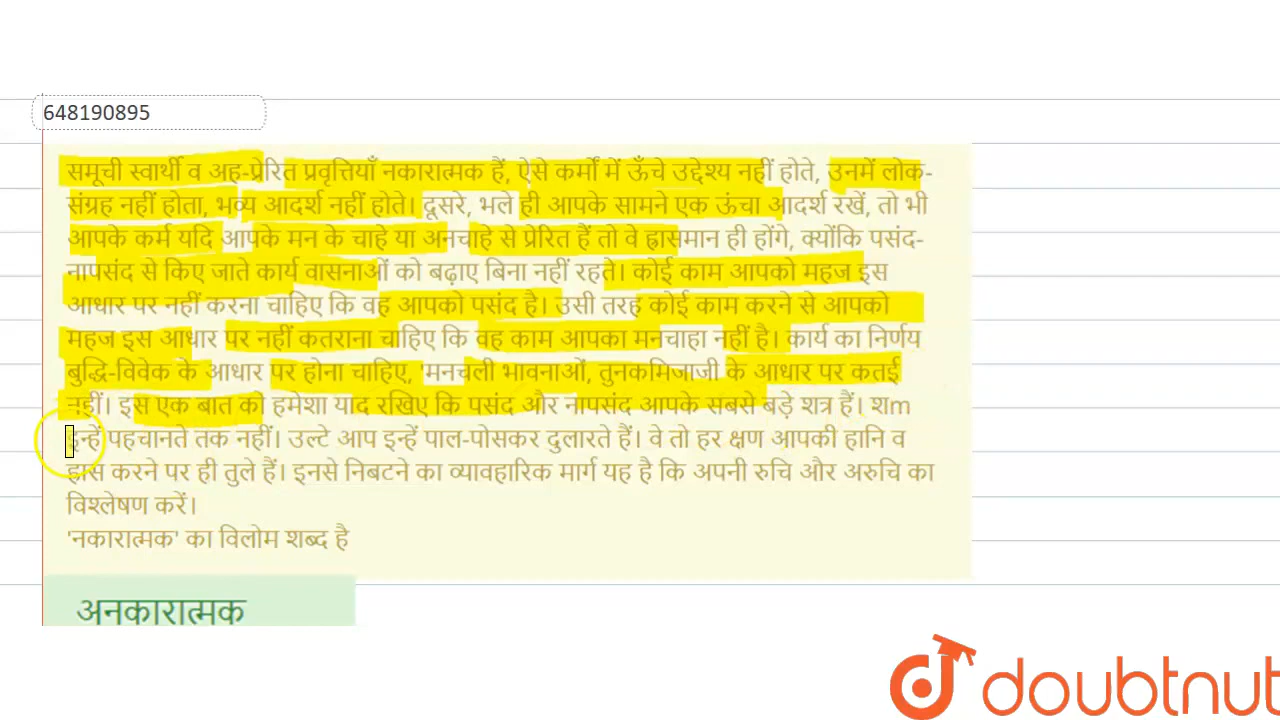 648190895
समूची स्वार्थी व अह-प्रेरित प्रवृत्तियाँ नकारात्मक हैं, ऐसे कर्मों में ऊँचे उद्देश्य नहीं होते, उनमें लोक-
संग्रह नहीं होता, भव्य आदर्श नहीं होते। दूसरे, भले ही आपके सामने एक ऊंचा आदर्श रखें, तो भी
आपके कर्म यदि आपके मन के चाहे या अनचाहे से प्रेरित हैं तो वे ह्रासमान ही होंगे, क्योंकि पसंद-
नापसंद से किए जाते कार्य वासनाओं को बढ़ाए बिना नहीं रहते। कोई काम आपको महज इस
आधार पर नहीं करना चाहिए कि वह आपको पसंद है। उसी तरह कोई काम करने से आपको
महज इस आधार पर नहीं कतराना चाहिए कि वह काम आपका मनचाहा नहीं है। कार्य का निर्णय
बुद्धि-विवेक के आधार पर होना चाहिए, 'मनचली भावनाओं, तुनकमिजाजी के आधार पर कतई
नहीं। इस एक बात को हमेशा याद रखिए कि पसंद और नापसंद आपके सबसे बड़े शत्र हैं। शm
इन्हें पहचानते तक नहीं। उल्टे आप इन्हें पाल-पोसकर दुलारते हैं। वे तो हर क्षण आपकी हानि व
ह्रास करने पर ही तुले हैं। इनसे निबटने का व्यावहारिक मार्ग यह है कि अपनी रुचि और अरुचि का
विश्लेषण करें।
'नकारात्मक' का विलोम शब्द है
अनकारात्मक
doubtnut